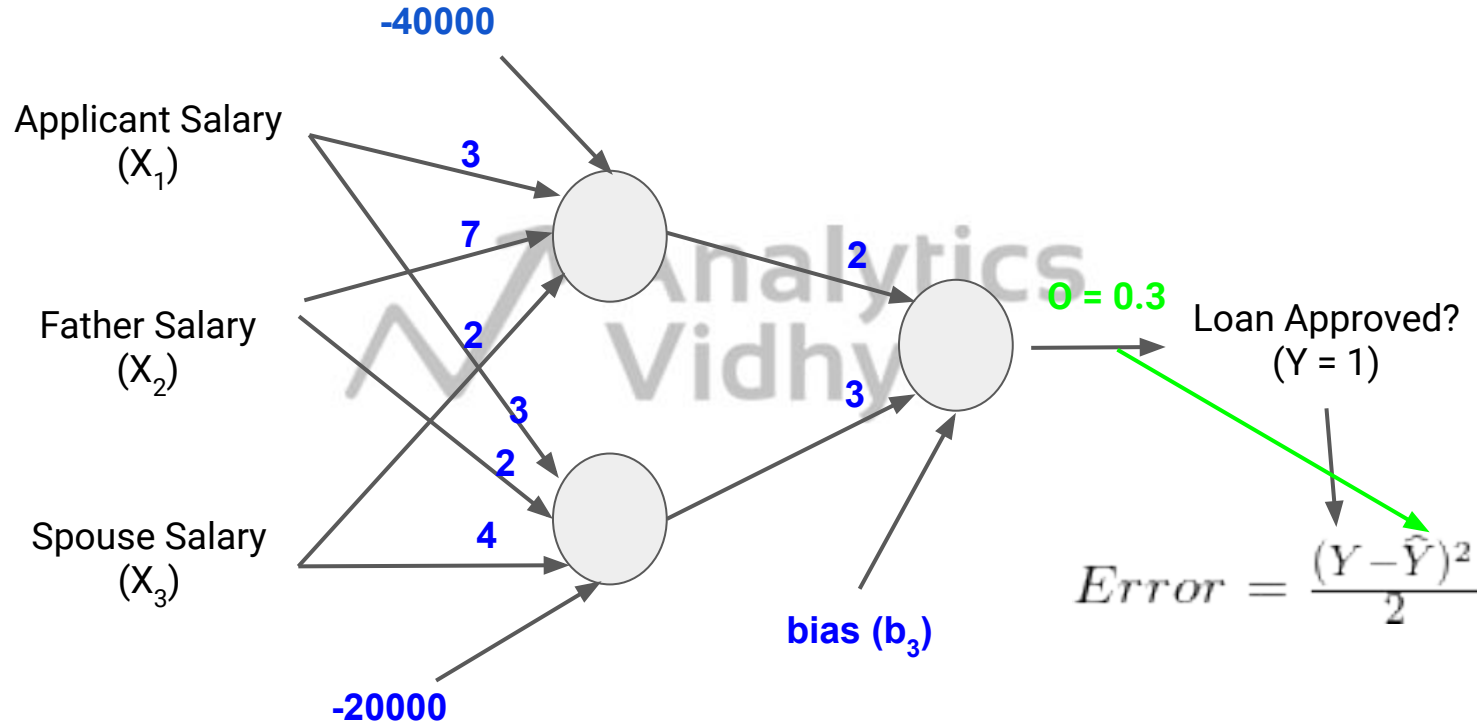 -40000
Applicant Salary
(X₁)
3
7
2
Analytics
Vidhy
O = 0.3
Loan Approved?
(Y = 1)
Father Salary
(X₂)
2
3
3
2
Spouse Salary
(X₃)
4
Error = (Y − Ŷ)² / 2
bias (b₃)
-20000